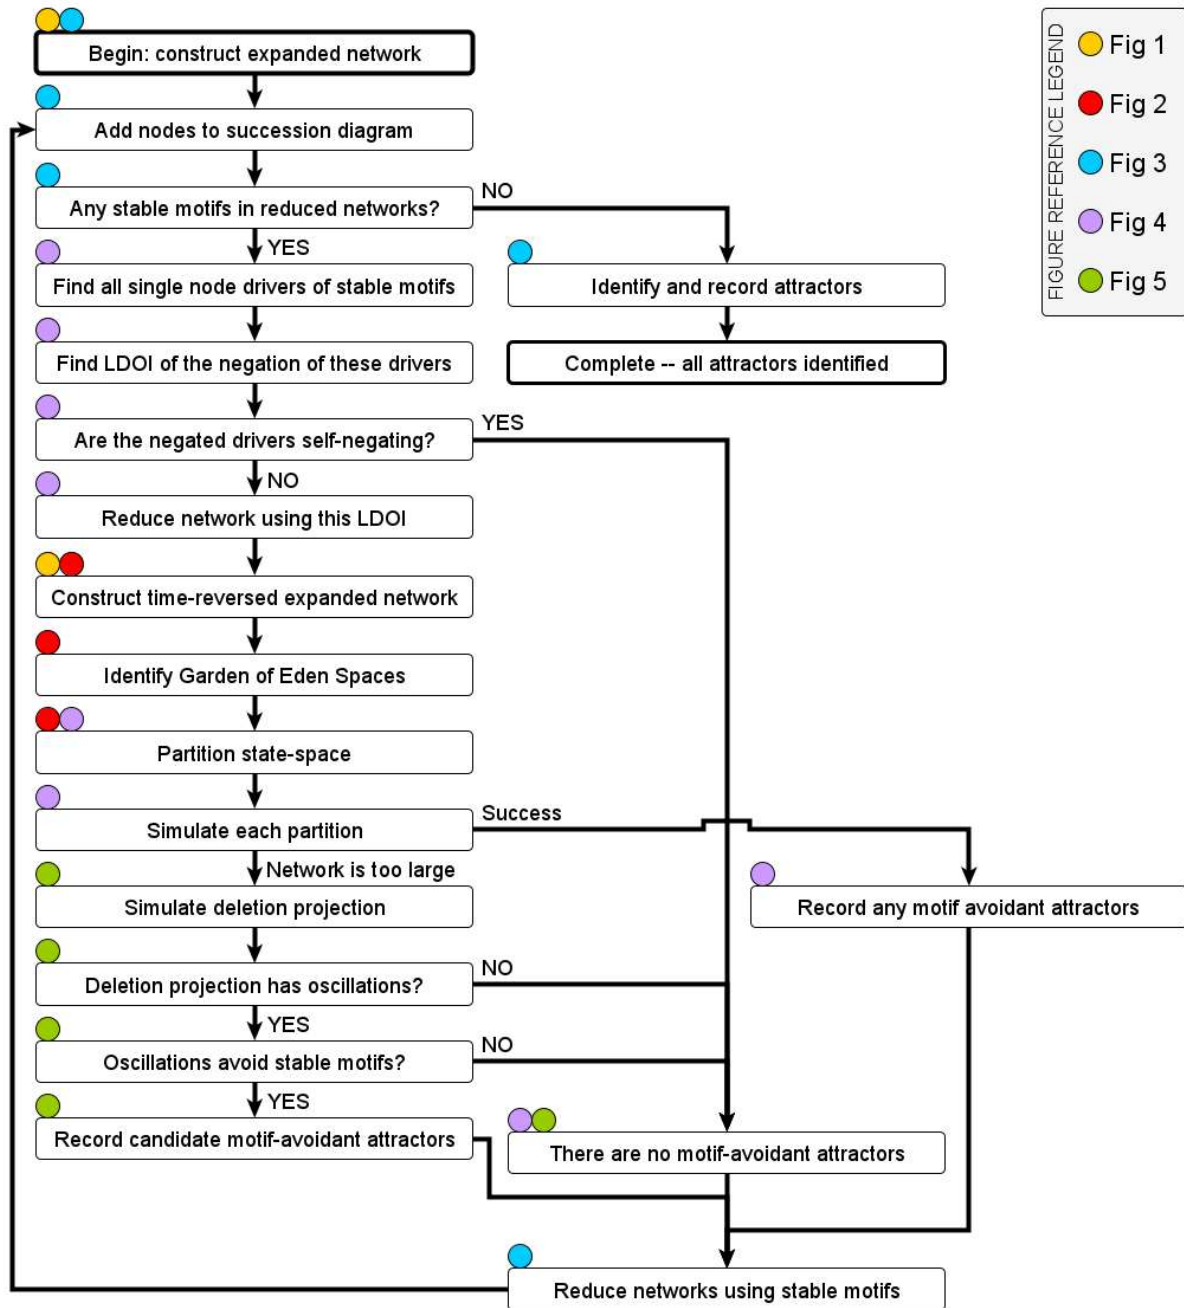 Begin: construct expanded network
Add nodes to succession diagram
Any stable motifs in reduced networks?
NO
YES
Find all single node drivers of stable motifs
Identify and record attractors
Find LDOI of the negation of these drivers
Complete -- all attractors identified
Are the negated drivers self-negating?
YES
NO
Reduce network using this LDOI
Construct time-reversed expanded network
Identify Garden of Eden Spaces
Partition state-space
Simulate each partition
Success
Network is too large
Simulate deletion projection
Record any motif avoidant attractors
Deletion projection has oscillations?
NO
YES
Oscillations avoid stable motifs?
NO
YES
Record candidate motif-avoidant attractors
There are no motif-avoidant attractors
Reduce networks using stable motifs
FIGURE REFERENCE LEGEND
Fig 1
Fig 2
Fig 3
Fig 4
Fig 5